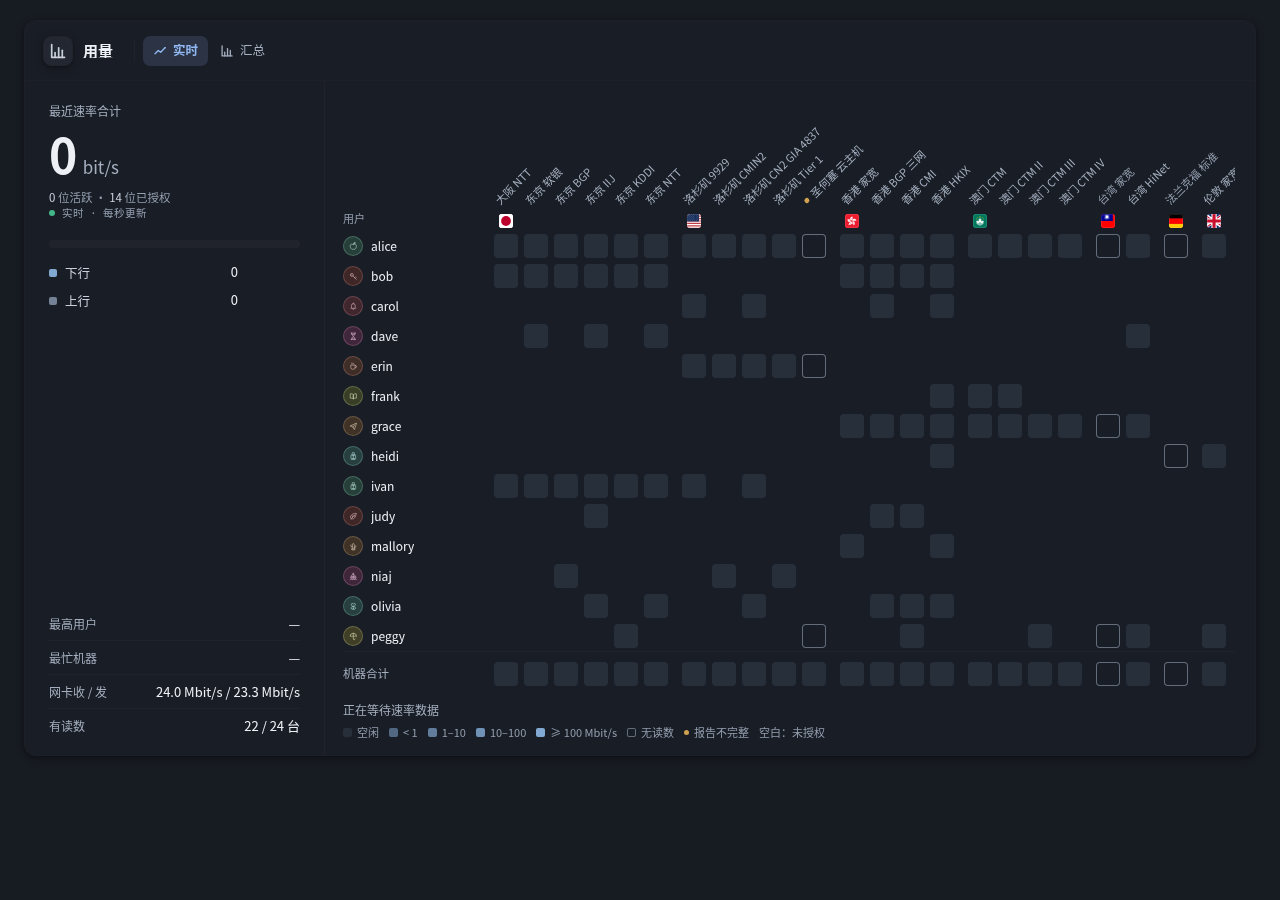 用量
实时
汇总
最近速率合计
0 bit/s
0 位活跃 · 14 位已授权
实时 · 每秒更新
下行 0
上行 0
最高用户 —
最忙机器 —
网卡收 / 发 24.0 Mbit/s / 23.3 Mbit/s
有读数 22 / 24 台
用户
大阪 NTT
东京 软银
东京 BGP
东京 IIJ
东京 KDDI
东京 NTT
洛杉矶 9929
洛杉矶 CMIN2
洛杉矶 CN2 GIA 4837
洛杉矶 Tier 1
圣何塞 云主机
香港 家宽
香港 BGP 三网
香港 CMI
香港 HKIX
澳门 CTM
澳门 CTM II
澳门 CTM III
澳门 CTM IV
台湾 家宽
台湾 HiNet
法兰克福 标准
伦敦 家宽
alice
bob
carol
dave
erin
frank
grace
heidi
ivan
judy
mallory
niaj
olivia
peggy
机器合计
正在等待速率数据
空闲 < 1 1–10 10–100 ≥ 100 Mbit/s 无读数 报告不完整 空白：未授权